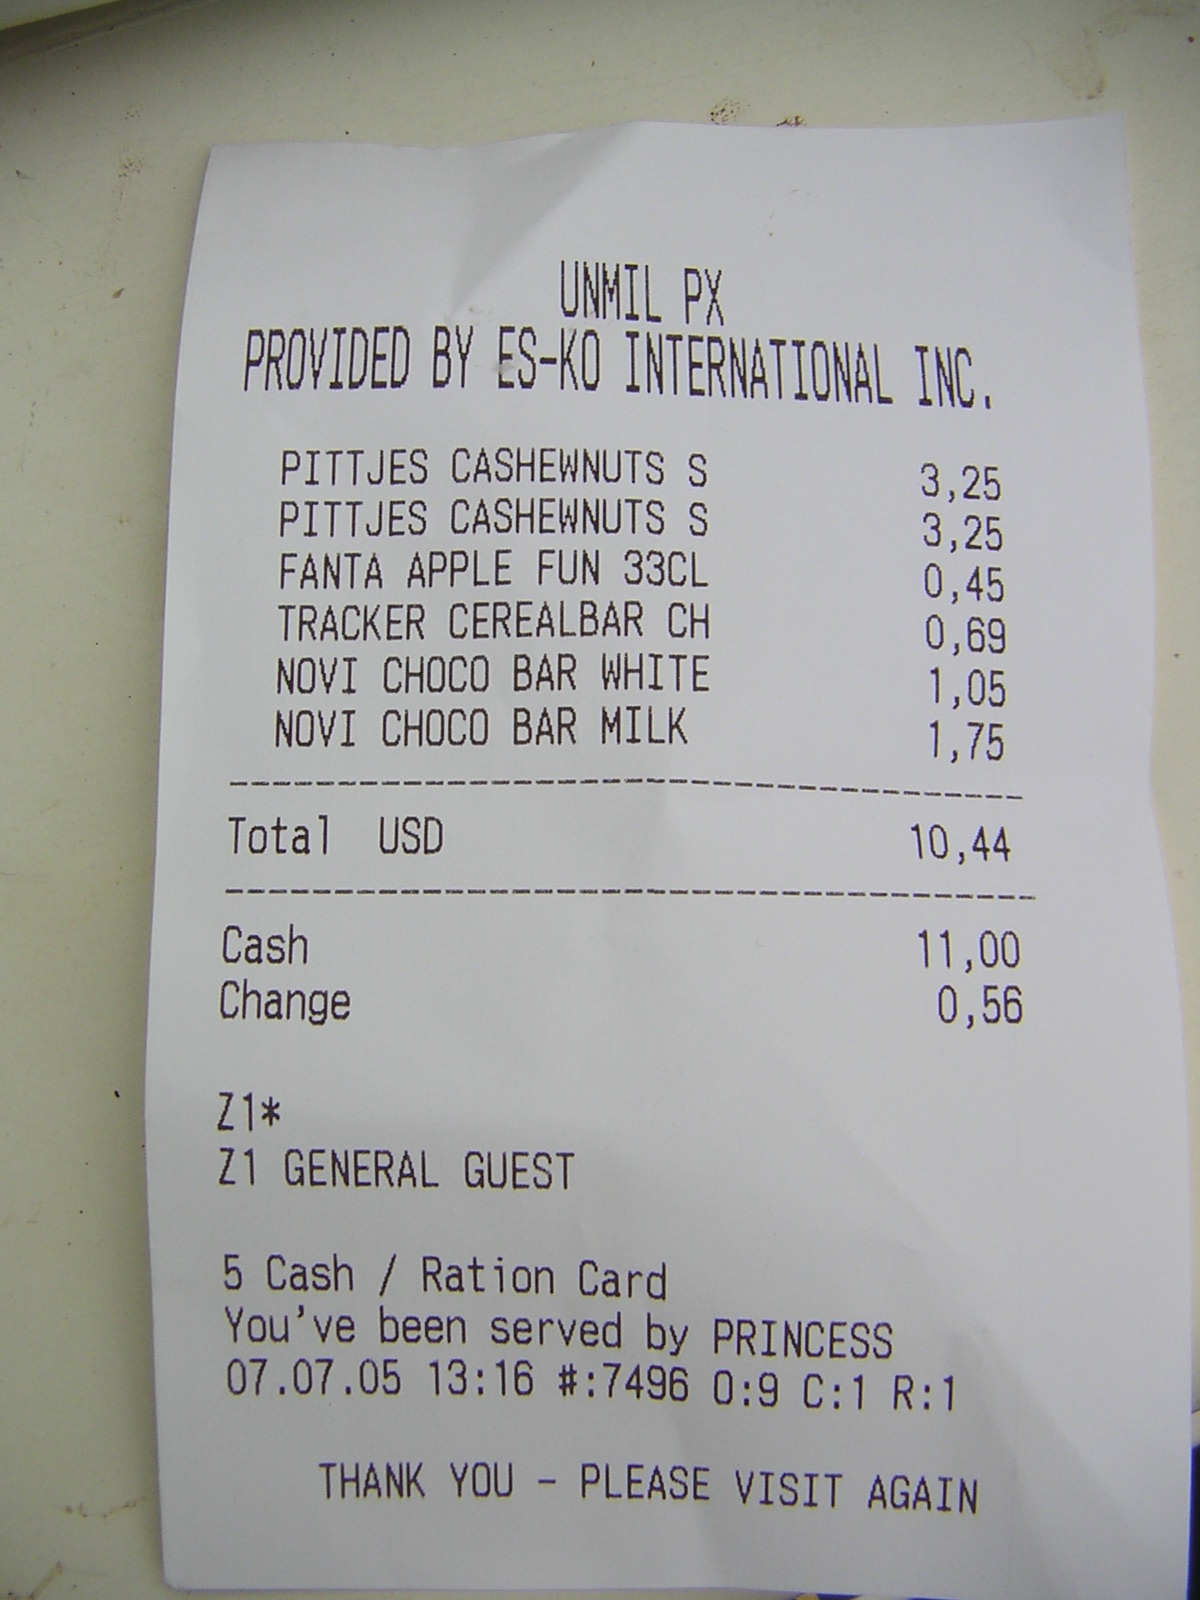 UNMIL PX
PROVIDED BY ES-KO INTERNATIONAL INC.
PITTJES CASHEWNUTS S 3,25
PITTJES CASHEWNUTS S 3,25
FANTA APPLE FUN 33CL 0,45
TRACKER CEREALBAR CH 0,69
NOVI CHOCO BAR WHITE 1,05
NOVI CHOCO BAR MILK 1,75
Total USD 10,44
Cash 11,00
Change 0,56
Z1*
Z1 GENERAL GUEST
5 Cash / Ration Card
You've been served by PRINCESS
07.07.05 13:16 #:7496 O:9 C:1 R:1
THANK YOU - PLEASE VISIT AGAIN